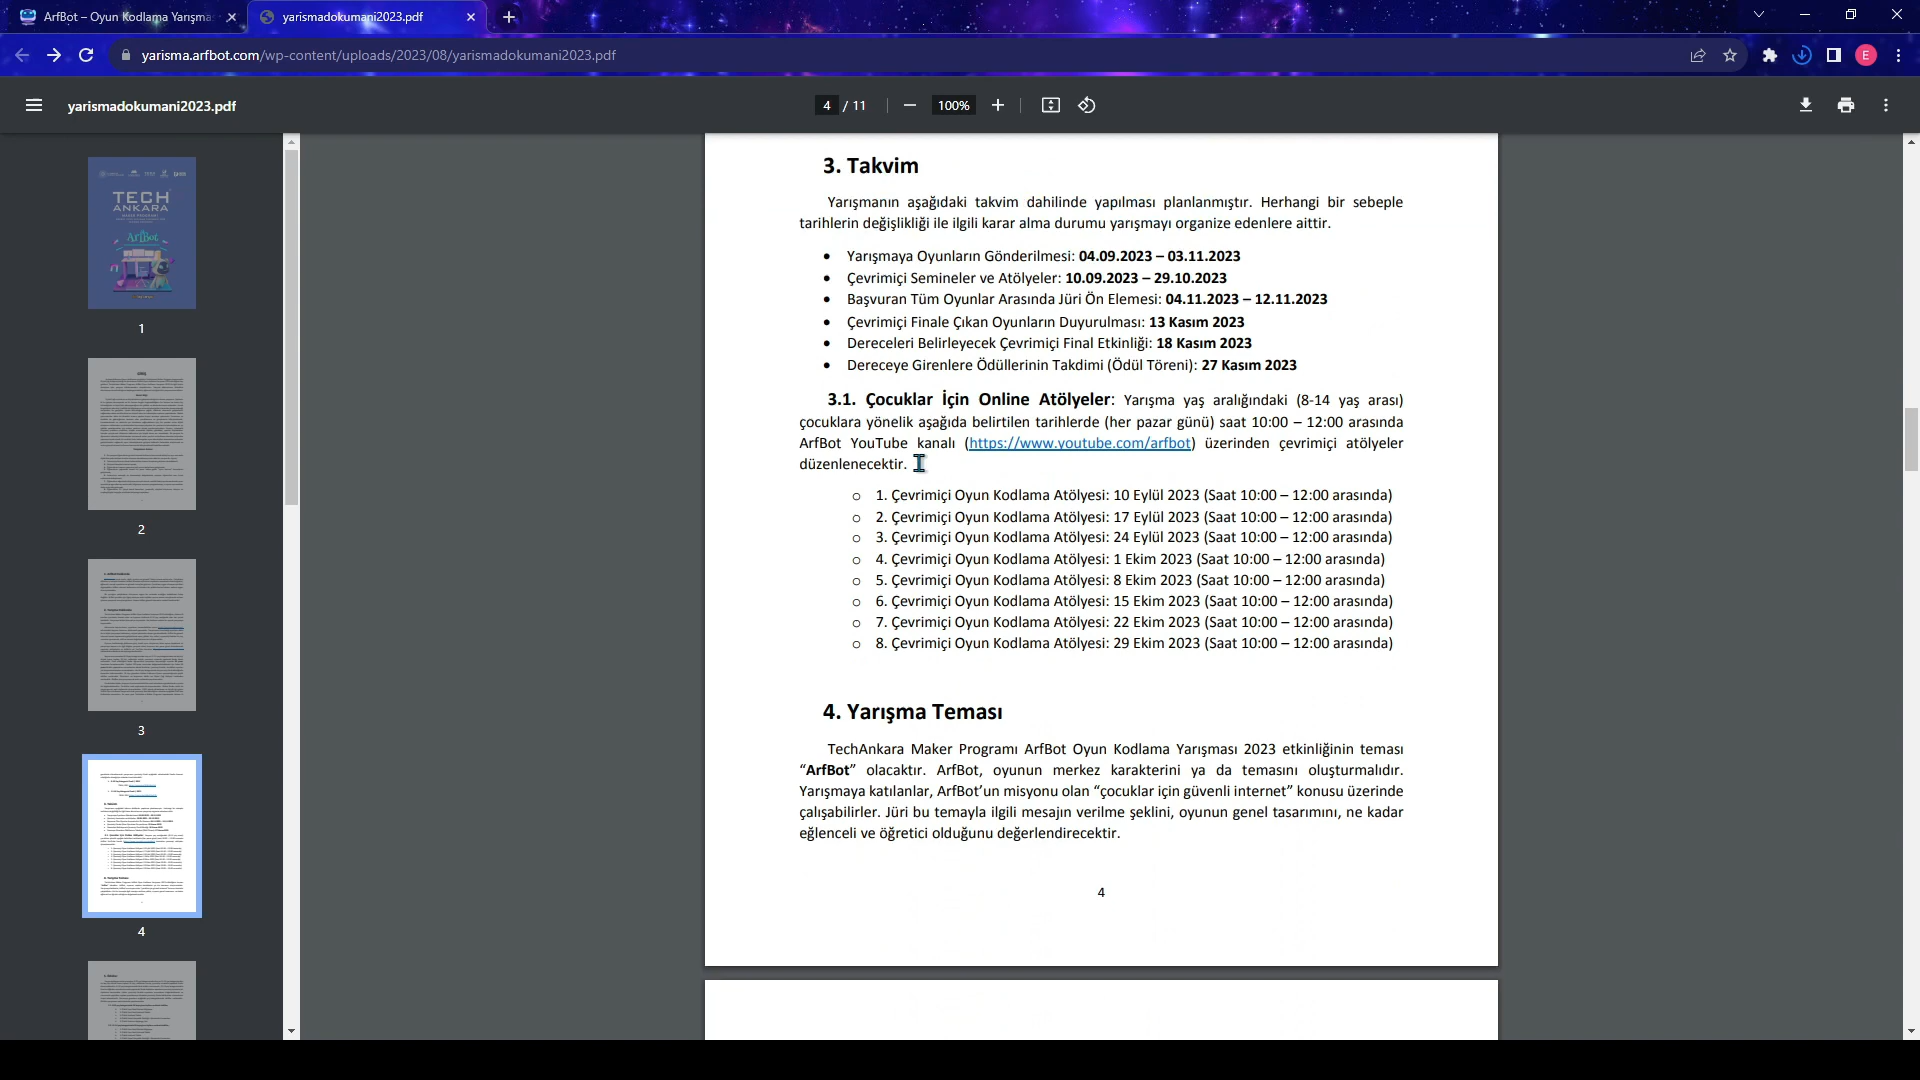 ArfBot – Oyun Kodlama Yarışma
yarismadokumani2023.pdf
yarisma.arfbot.com/wp-content/uploads/2023/08/yarismadokumani2023.pdf
E
yarismadokumani2023.pdf
4 / 11
100%
TECH
ANKARA
ArfBot
1
2
3
4
3. Takvim
Yarışmanın aşağıdaki takvim dahilinde yapılması planlanmıştır. Herhangi bir sebeple
tarihlerin değişlikliği ile ilgili karar alma durumu yarışmayı organize edenlere aittir.
• Yarışmaya Oyunların Gönderilmesi: 04.09.2023 – 03.11.2023
• Çevrimiçi Semineler ve Atölyeler: 10.09.2023 – 29.10.2023
• Başvuran Tüm Oyunlar Arasında Jüri Ön Elemesi: 04.11.2023 – 12.11.2023
• Çevrimiçi Finale Çıkan Oyunların Duyurulması: 13 Kasım 2023
• Dereceleri Belirleyecek Çevrimiçi Final Etkinliği: 18 Kasım 2023
• Dereceye Girenlere Ödüllerinin Takdimi (Ödül Töreni): 27 Kasım 2023
3.1. Çocuklar İçin Online Atölyeler: Yarışma yaş aralığındaki (8-14 yaş arası)
çocuklara yönelik aşağıda belirtilen tarihlerde (her pazar günü) saat 10:00 – 12:00 arasında
ArfBot YouTube kanalı (https://www.youtube.com/arfbot) üzerinden çevrimiçi atölyeler
düzenlenecektir.
o 1. Çevrimiçi Oyun Kodlama Atölyesi: 10 Eylül 2023 (Saat 10:00 – 12:00 arasında)
o 2. Çevrimiçi Oyun Kodlama Atölyesi: 17 Eylül 2023 (Saat 10:00 – 12:00 arasında)
o 3. Çevrimiçi Oyun Kodlama Atölyesi: 24 Eylül 2023 (Saat 10:00 – 12:00 arasında)
o 4. Çevrimiçi Oyun Kodlama Atölyesi: 1 Ekim 2023 (Saat 10:00 – 12:00 arasında)
o 5. Çevrimiçi Oyun Kodlama Atölyesi: 8 Ekim 2023 (Saat 10:00 – 12:00 arasında)
o 6. Çevrimiçi Oyun Kodlama Atölyesi: 15 Ekim 2023 (Saat 10:00 – 12:00 arasında)
o 7. Çevrimiçi Oyun Kodlama Atölyesi: 22 Ekim 2023 (Saat 10:00 – 12:00 arasında)
o 8. Çevrimiçi Oyun Kodlama Atölyesi: 29 Ekim 2023 (Saat 10:00 – 12:00 arasında)
4. Yarışma Teması
TechAnkara Maker Programı ArfBot Oyun Kodlama Yarışması 2023 etkinliğinin teması
“ArfBot” olacaktır. ArfBot, oyunun merkez karakterini ya da temasını oluşturmalıdır.
Yarışmaya katılanlar, ArfBot’un misyonu olan “çocuklar için güvenli internet” konusu üzerinde
çalışabilirler. Jüri bu temayla ilgili mesajın verilme şeklini, oyunun genel tasarımını, ne kadar
eğlenceli ve öğretici olduğunu değerlendirecektir.
4